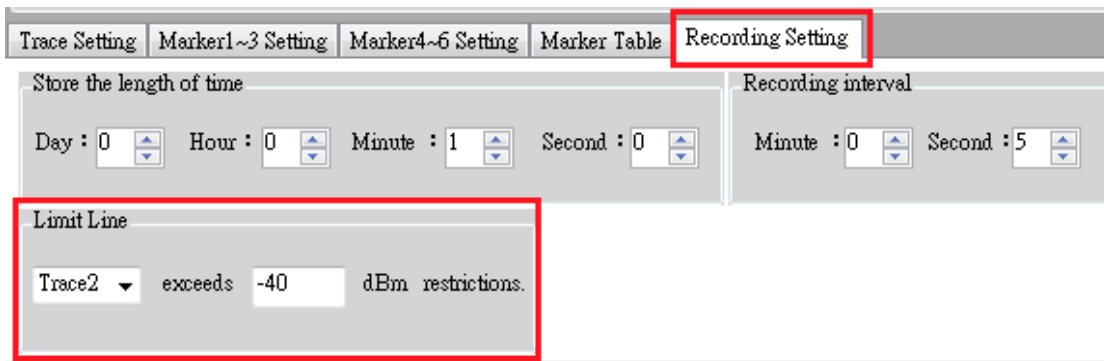 Trace Setting Marker1~3 Setting Marker4~6 Setting Marker Table Recording Setting
Store the length of time
Day : 0 Hour : 0 Minute : 1 Second : 0
Recording interval
Minute : 0 Second : 5
Limit Line
Trace2 exceeds -40 dBm restrictions.